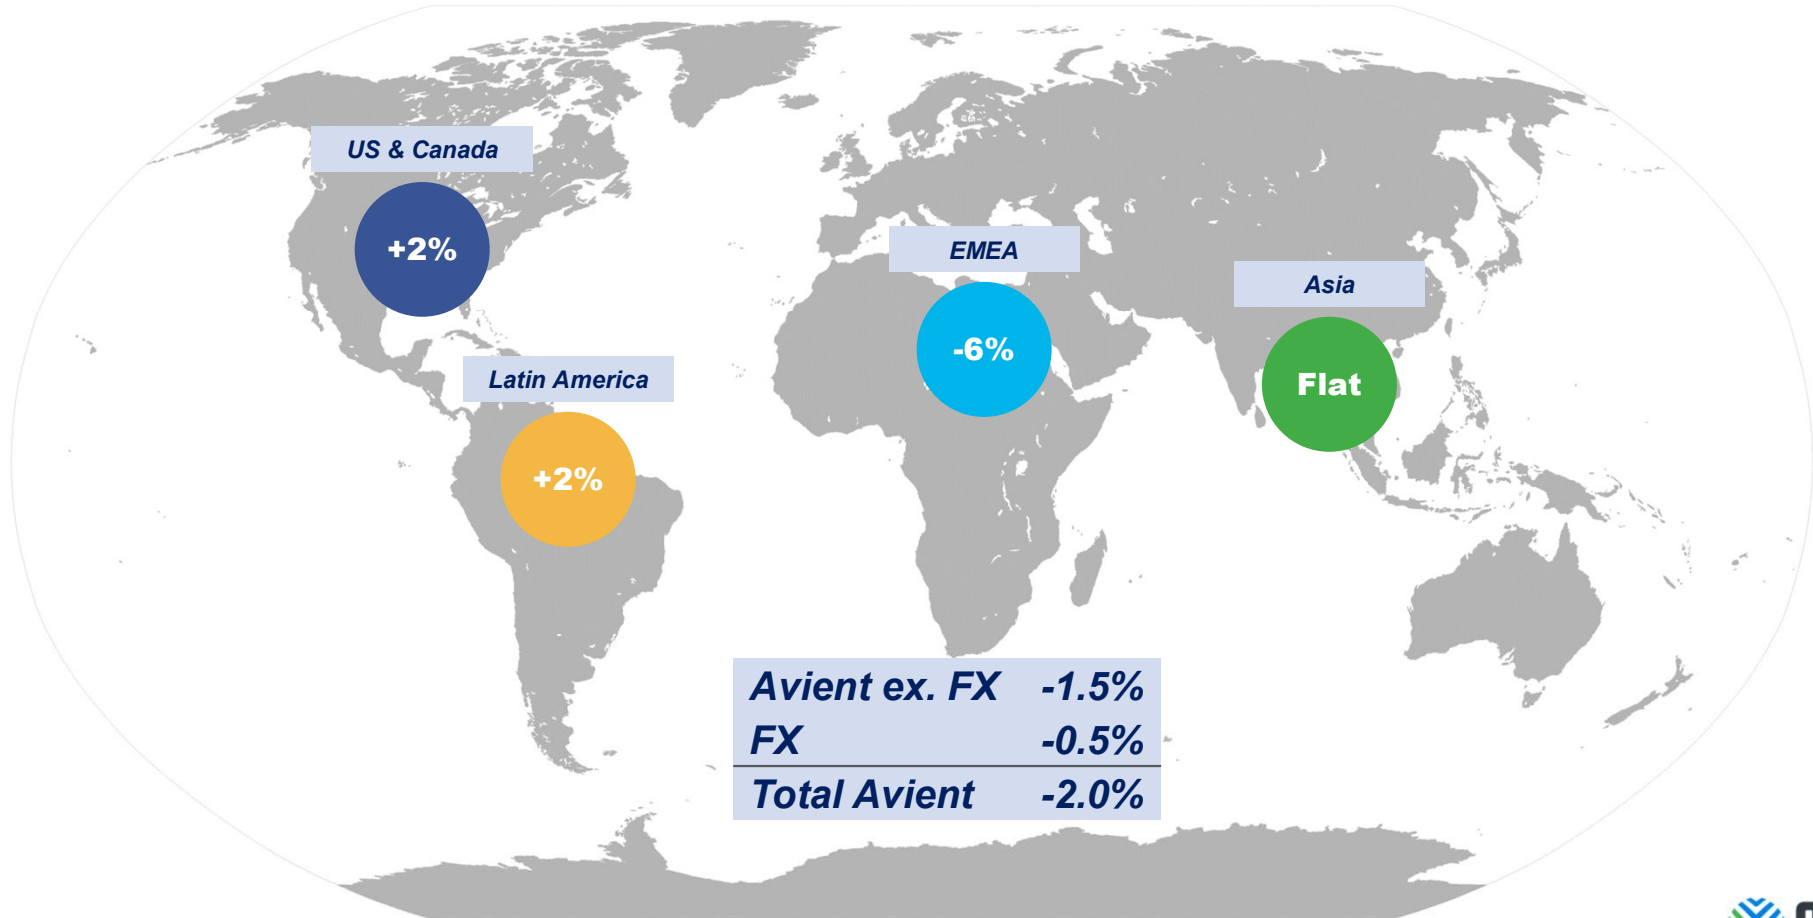 US & Canada
+2%
Latin America
+2%
EMEA
-6%
Asia
Flat
Avient ex. FX -1.5%
FX -0.5%
Total Avient -2.0%